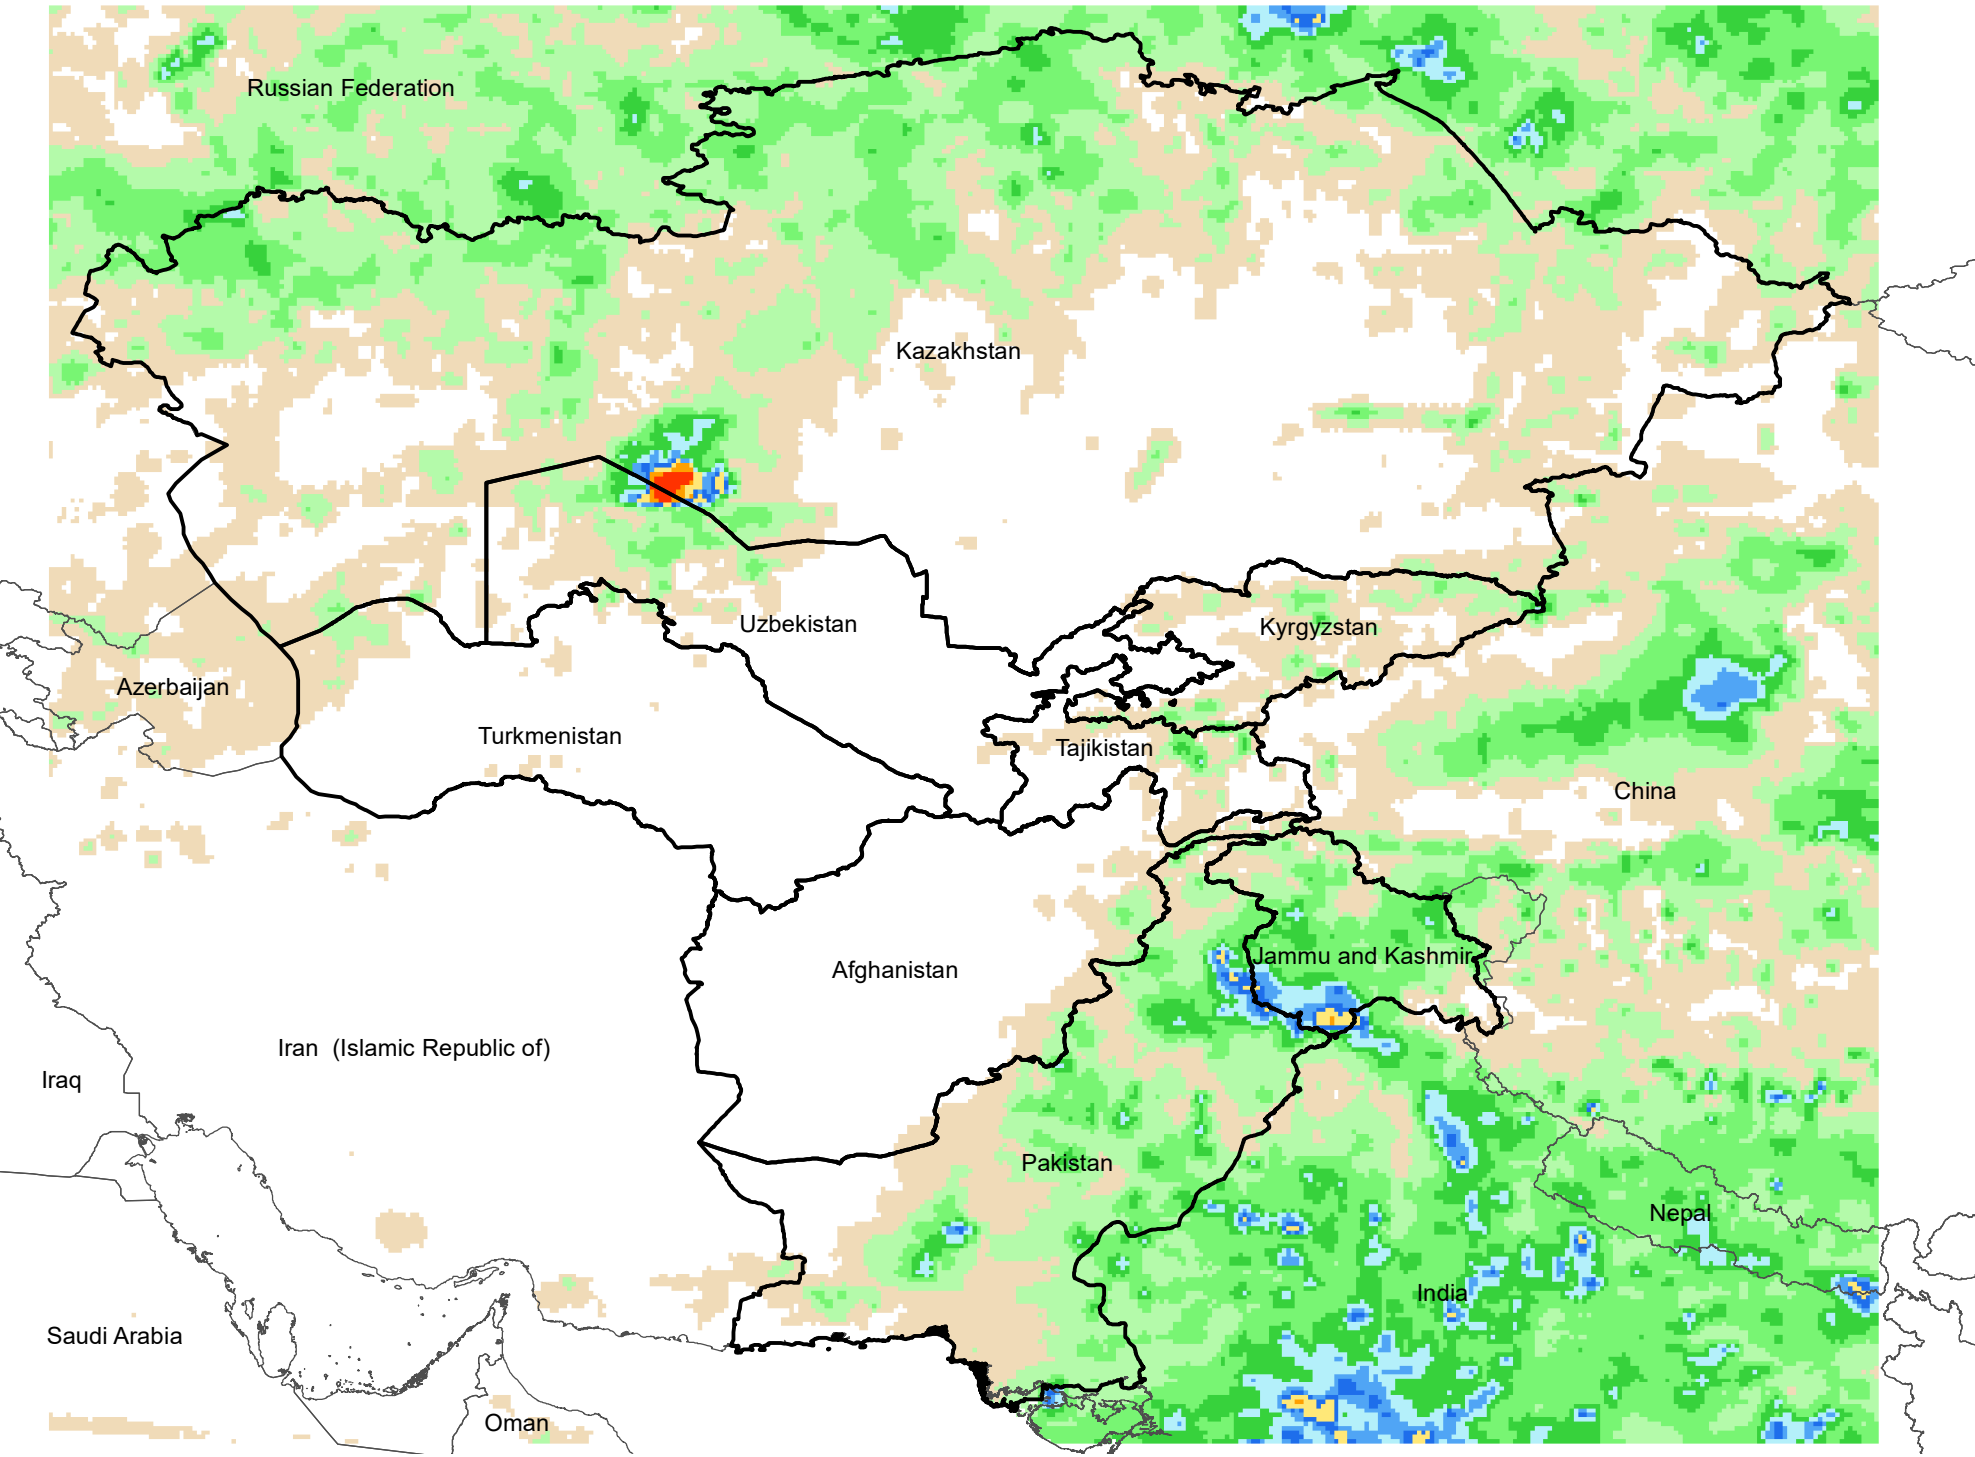 Russian Federation
Kazakhstan
Uzbekistan
Kyrgyzstan
Azerbaijan
Turkmenistan
Tajikistan
China
Jammu and Kashmir
Afghanistan
Iran  (Islamic Republic of)
Iraq
Pakistan
Nepal
India
Saudi Arabia
Oman